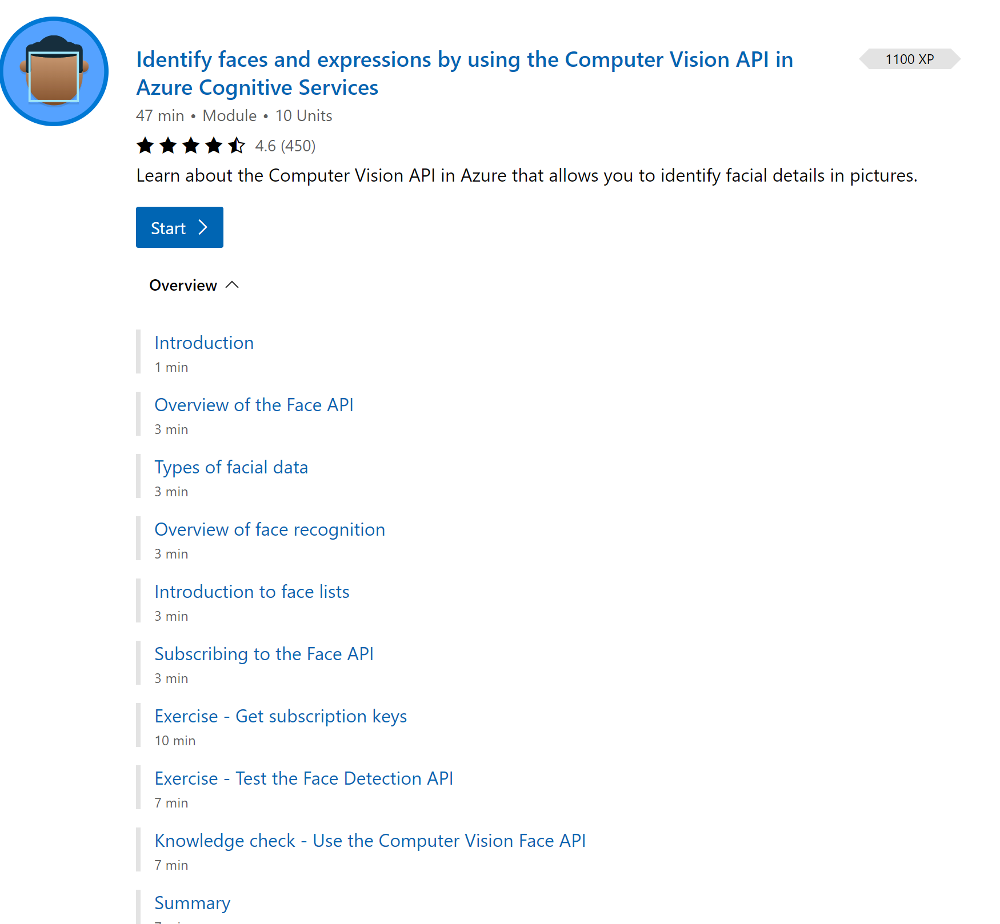 Identify faces and expressions by using the Computer Vision API in
1100 XP
Azure Cognitive Services
47 min • Module • 10 Units
4.6 (450)
Learn about the Computer Vision API in Azure that allows you to identify facial details in pictures.
Start
Overview
Introduction
1 min
Overview of the Face API
3 min
Types of facial data
3 min
Overview of face recognition
3 min
Introduction to face lists
3 min
Subscribing to the Face API
3 min
Exercise - Get subscription keys
10 min
Exercise - Test the Face Detection API
7 min
Knowledge check - Use the Computer Vision Face API
7 min
Summary